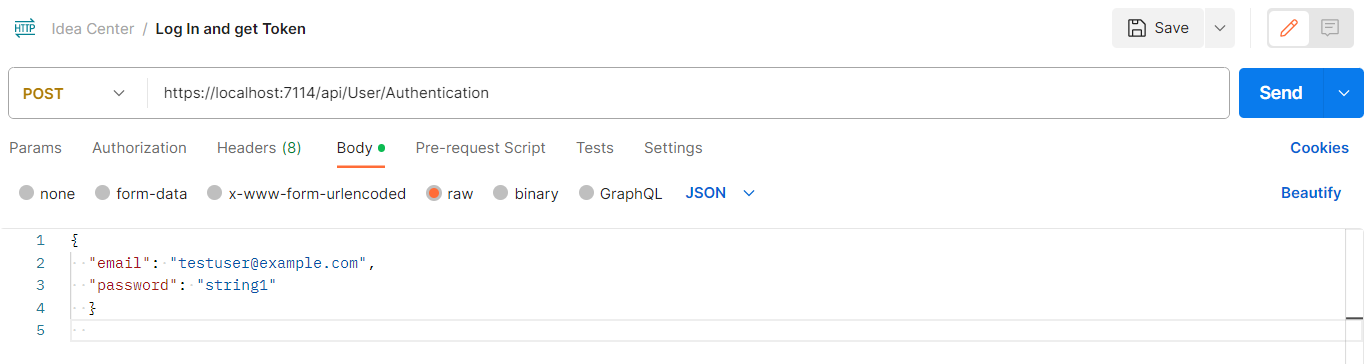 HTTP Idea Center / Log In and get Token Save
POST https://localhost:7114/api/User/Authentication Send
Params Authorization Headers (8) Body Pre-request Script Tests Settings Cookies
none form-data x-www-form-urlencoded raw binary GraphQL JSON Beautify
1 {
2 "email": "testuser@example.com",
3 "password": "string1"
4 }
5